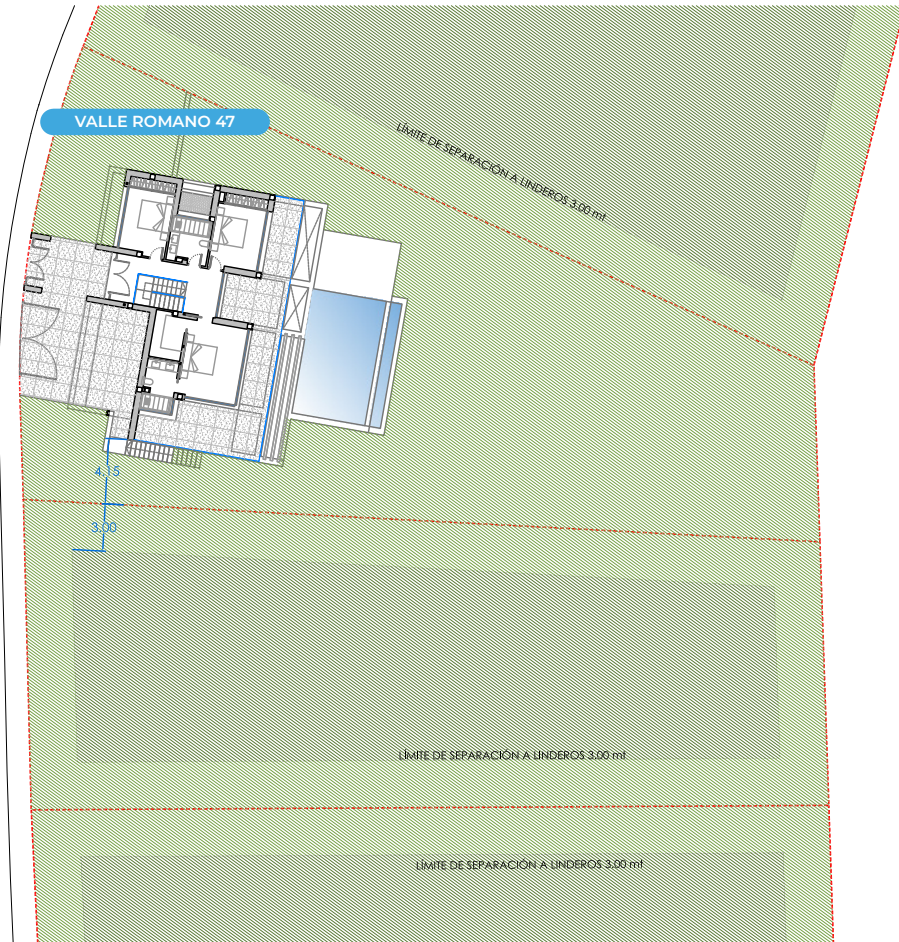 VALLE ROMANO 47
LÍMITE DE SEPARACIÓN A LINDEROS 3.00 mt
4.15
3.00
LÍMITE DE SEPARACIÓN A LINDEROS 3.00 mt
LÍMITE DE SEPARACIÓN A LINDEROS 3.00 mt